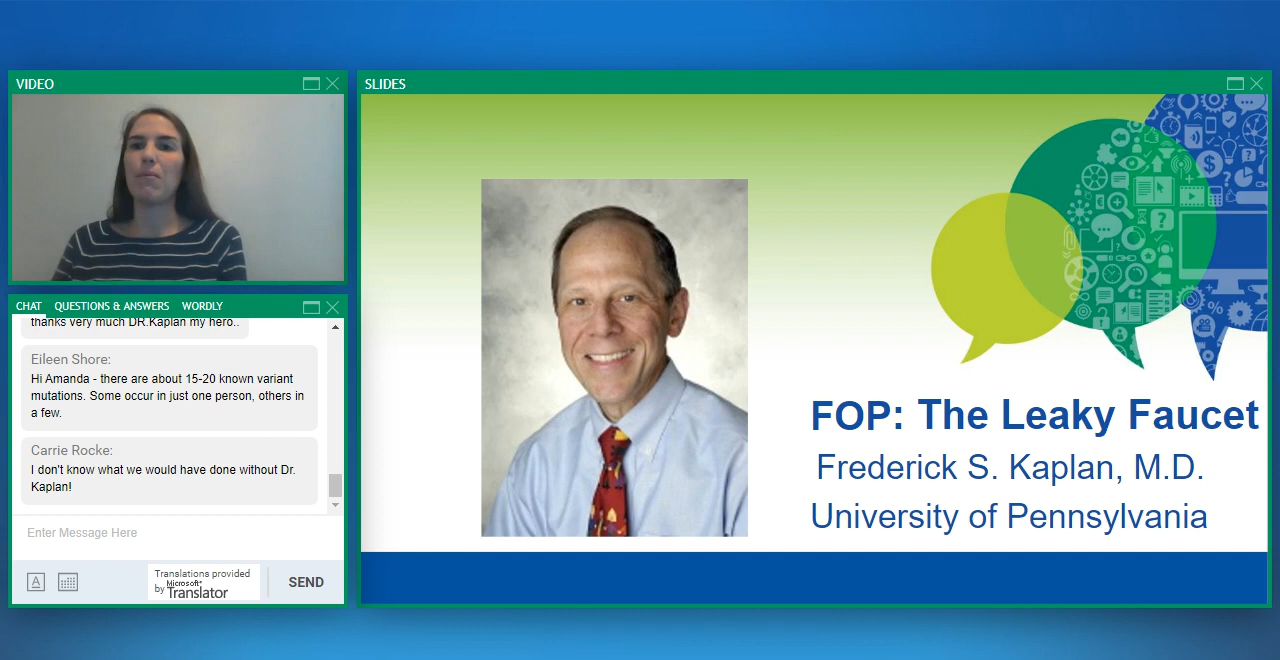 VIDEO
CHAT QUESTIONS & ANSWERS WORDLY
thanks very much DR.Kaplan my hero..
Eileen Shore:
Hi Amanda - there are about 15-20 known variant
mutations. Some occur in just one person, others in
a few.
Carrie Rocke:
I don't know what we would have done without Dr.
Kaplan!
Enter Message Here
A
Translations provided
by Microsoft®
Translator
SEND
SLIDES
FOP: The Leaky Faucet
Frederick S. Kaplan, M.D.
University of Pennsylvania